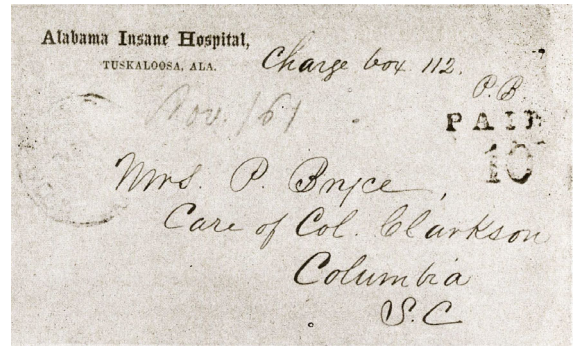 Alabama Insane Hospital,
TUSKALOOSA, ALA.
Charge box 112.
P. B
PAID
10
Nov. /61
Mrs. P. Bryce,
Care of Col. Clarkson
Columbia
S.C